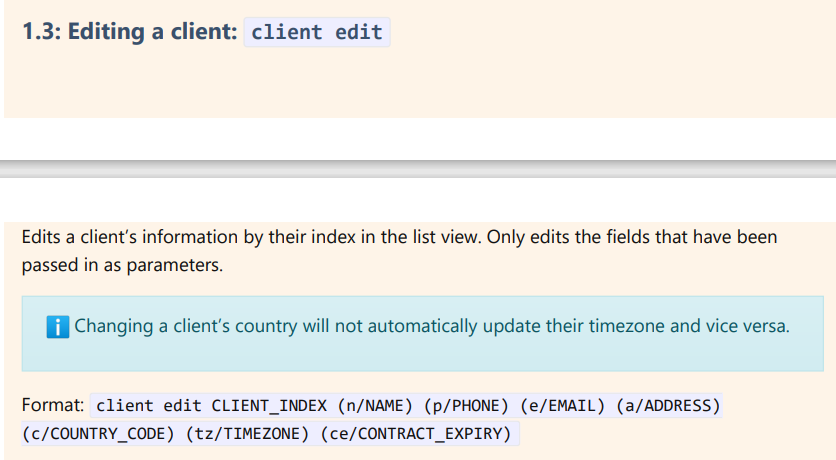 1.3: Editing a client: client edit
Edits a client’s information by their index in the list view. Only edits the fields that have been
passed in as parameters.
ℹ️ Changing a client’s country will not automatically update their timezone and vice versa.
Format: client edit CLIENT_INDEX (n/NAME) (p/PHONE) (e/EMAIL) (a/ADDRESS)
(c/COUNTRY_CODE) (tz/TIMEZONE) (ce/CONTRACT_EXPIRY)